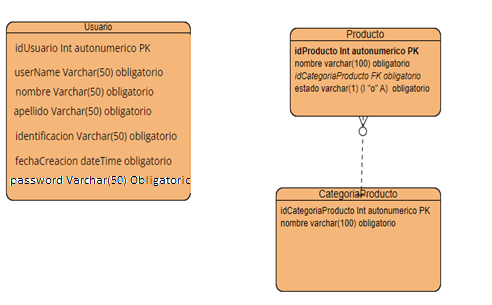 Usuario
idUsuario Int autonumerico PK
userName Varchar(50) obligatorio
nombre Varchar(50) obligatorio
apellido Varchar(50) obligatorio
identificacion Varchar(50) obligatorio
fechaCreacion dateTime obligatorio
password Varchar(50) Obligatorio
Producto
idProducto Int autonumerico PK
nombre varchar(100) obligatorio
idCategoriaProducto FK obligatorio
estado varchar(1) (I "o" A) obligatorio
CategoriaProducto
idCategoriaProducto Int autonumerico PK
nombre varchar(100) obligatorio